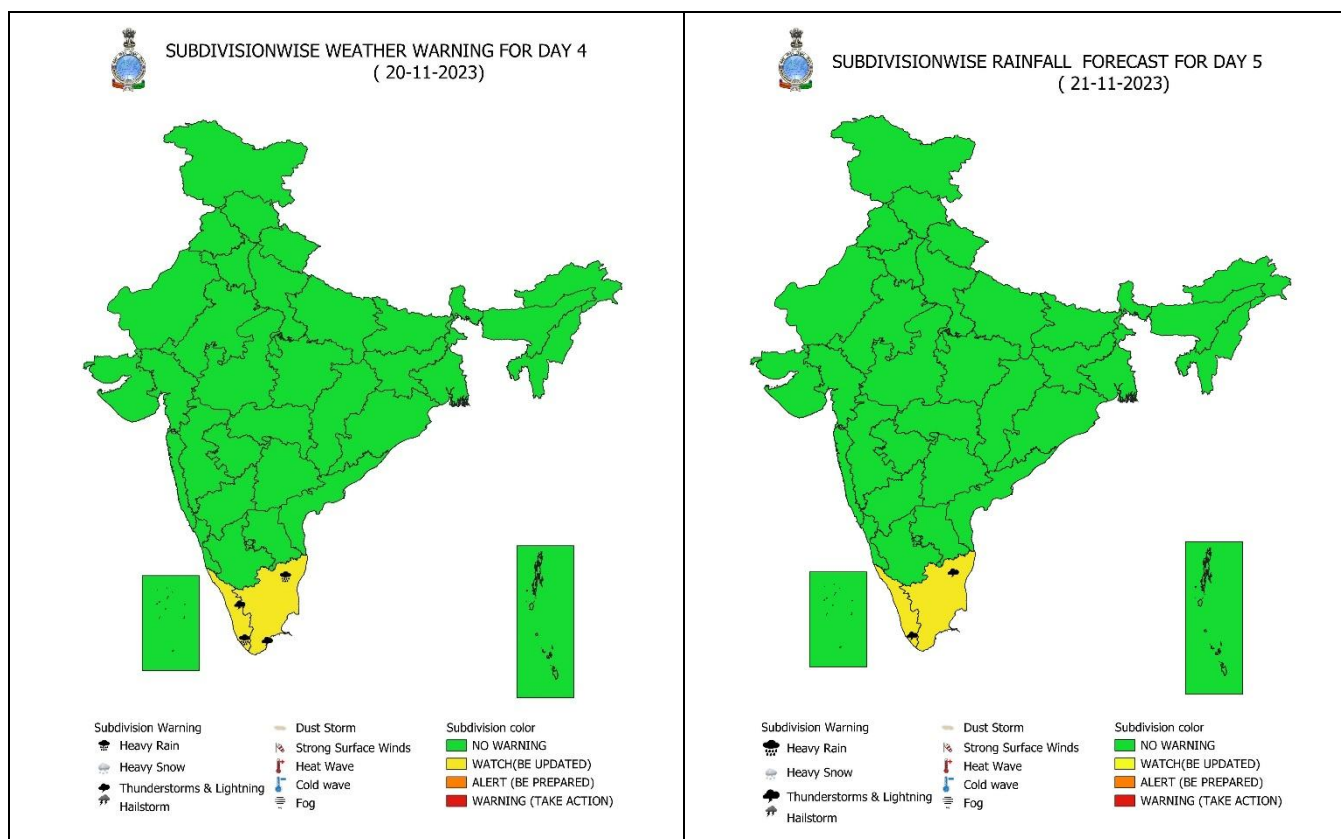 SUBDIVISIONWISE WEATHER WARNING FOR DAY 4
( 20-11-2023)
Subdivision Warning
Heavy Rain
Heavy Snow
Thunderstorms & Lightning
Hailstorm
Dust Storm
Strong Surface Winds
Heat Wave
Cold wave
Fog
Subdivision color
NO WARNING
WATCH(BE UPDATED)
ALERT (BE PREPARED)
WARNING (TAKE ACTION)
SUBDIVISIONWISE RAINFALL FORECAST FOR DAY 5
( 21-11-2023)
Subdivision Warning
Heavy Rain
Heavy Snow
Thunderstorms & Lightning
Hailstorm
Dust Storm
Strong Surface Winds
Heat Wave
Cold wave
Fog
Subdivision color
NO WARNING
WATCH(BE UPDATED)
ALERT (BE PREPARED)
WARNING (TAKE ACTION)